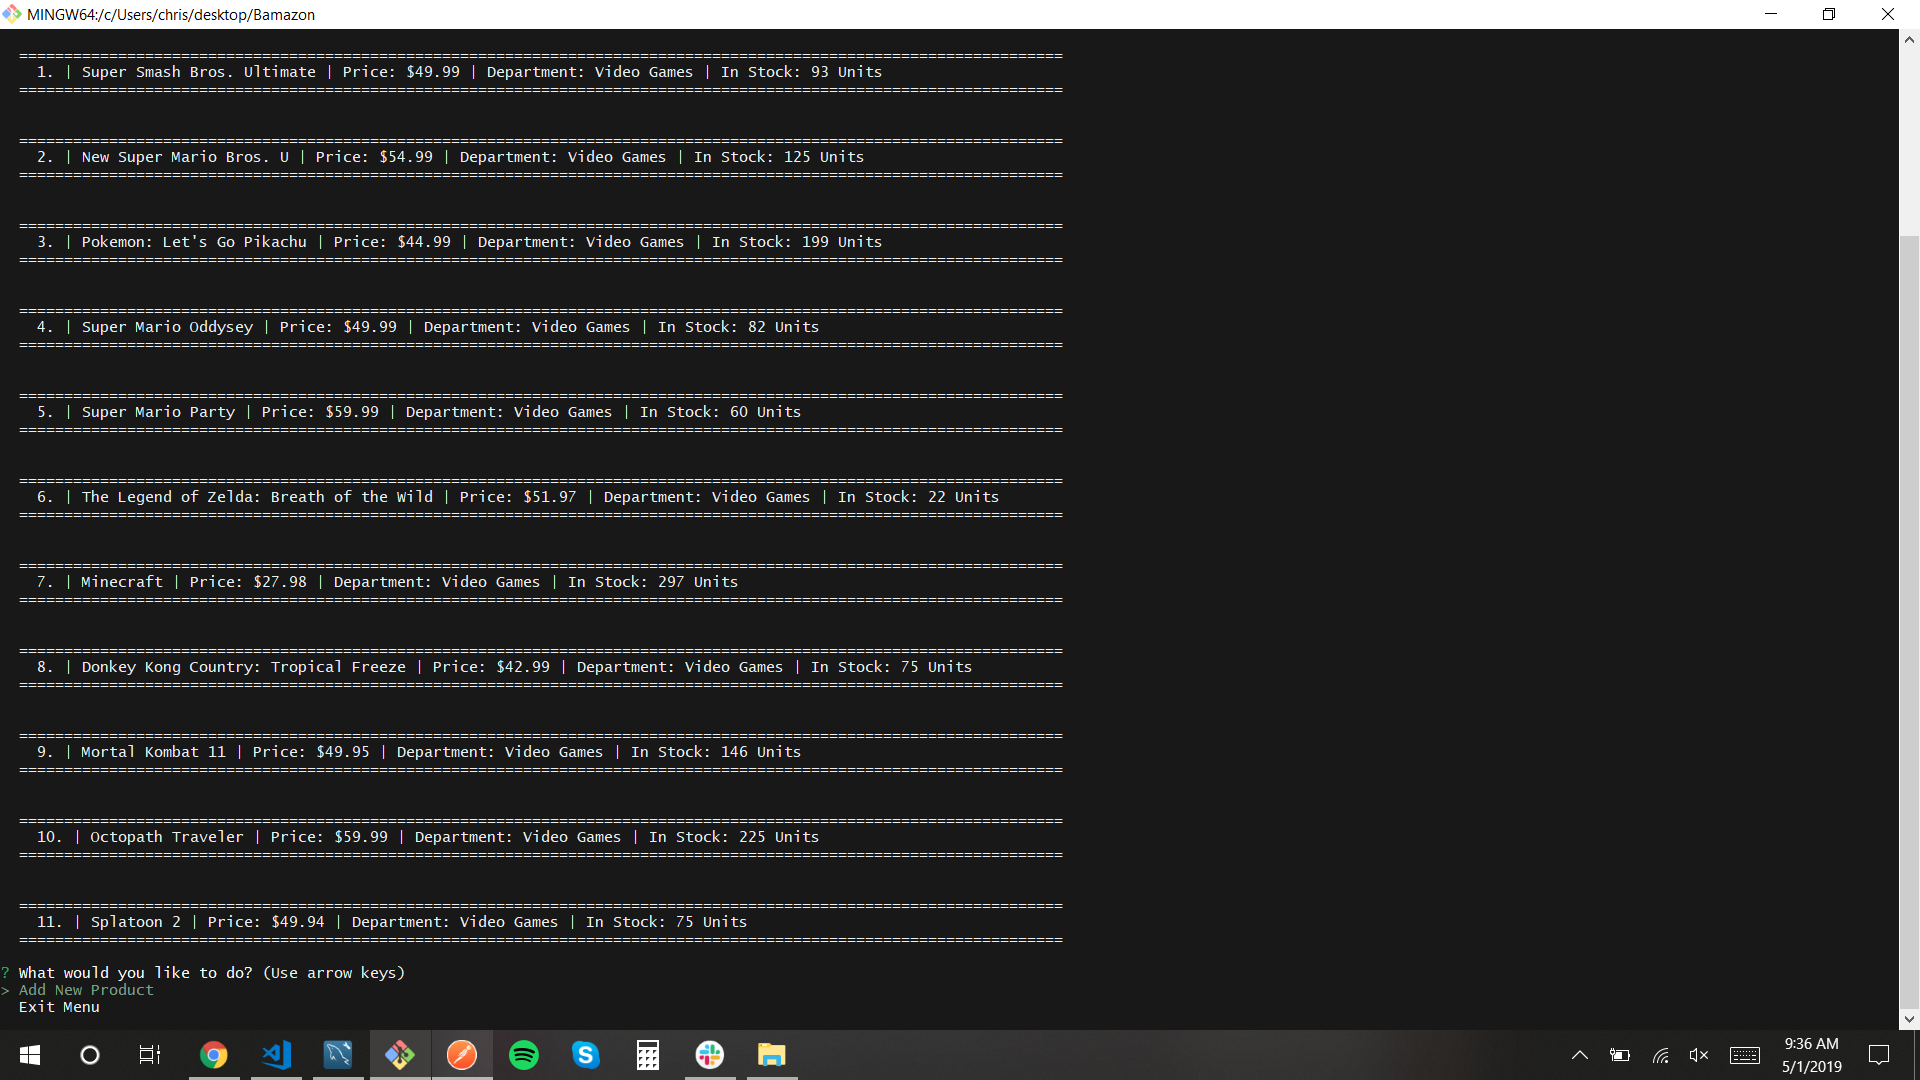 MINGW64:/c/Users/chris/desktop/Bamazon
====================================================================================================================
1. | Super Smash Bros. Ultimate | Price: $49.99 | Department: Video Games | In Stock: 93 Units
====================================================================================================================
====================================================================================================================
2. | New Super Mario Bros. U | Price: $54.99 | Department: Video Games | In Stock: 125 Units
====================================================================================================================
====================================================================================================================
3. | Pokemon: Let's Go Pikachu | Price: $44.99 | Department: Video Games | In Stock: 199 Units
====================================================================================================================
====================================================================================================================
4. | Super Mario Oddysey | Price: $49.99 | Department: Video Games | In Stock: 82 Units
====================================================================================================================
====================================================================================================================
5. | Super Mario Party | Price: $59.99 | Department: Video Games | In Stock: 60 Units
====================================================================================================================
====================================================================================================================
6. | The Legend of Zelda: Breath of the Wild | Price: $51.97 | Department: Video Games | In Stock: 22 Units
====================================================================================================================
====================================================================================================================
7. | Minecraft | Price: $27.98 | Department: Video Games | In Stock: 297 Units
====================================================================================================================
====================================================================================================================
8. | Donkey Kong Country: Tropical Freeze | Price: $42.99 | Department: Video Games | In Stock: 75 Units
====================================================================================================================
====================================================================================================================
9. | Mortal Kombat 11 | Price: $49.95 | Department: Video Games | In Stock: 146 Units
====================================================================================================================
====================================================================================================================
10. | Octopath Traveler | Price: $59.99 | Department: Video Games | In Stock: 225 Units
====================================================================================================================
====================================================================================================================
11. | Splatoon 2 | Price: $49.94 | Department: Video Games | In Stock: 75 Units
====================================================================================================================
? What would you like to do? (Use arrow keys)
> Add New Product
Exit Menu
9:36 AM
5/1/2019